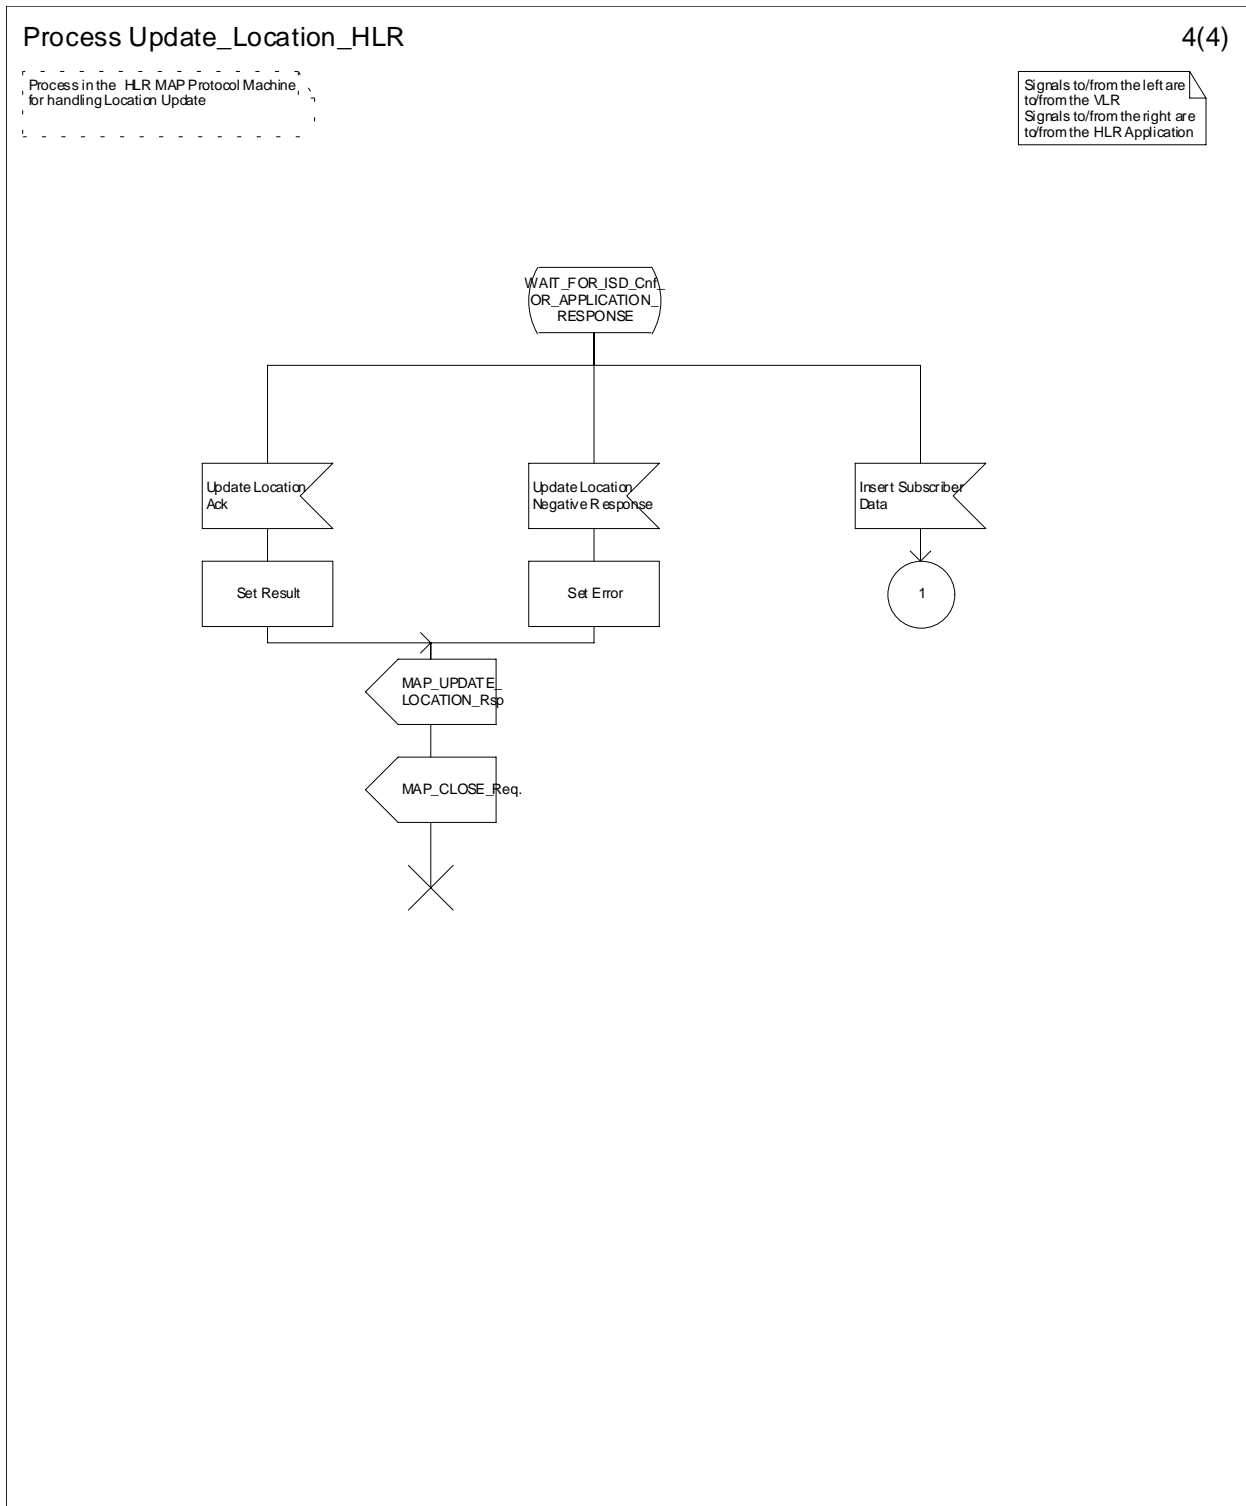 Process Update_Location_HLR
4(4)
Process in the HLR MAP Protocol Machine
for handling Location Update
Signals to/from the left are
to/from the VLR
Signals to/from the right are
to/from the HLR Application
WAIT_FOR_ISD_Cnf_
OR_APPLICATION_
RESPONSE
Update Location
Ack
Update Location
Negative Response
Insert Subscriber
Data
Set Result
Set Error
1
MAP_UPDATE_
LOCATION_Rsp
MAP_CLOSE_Req.